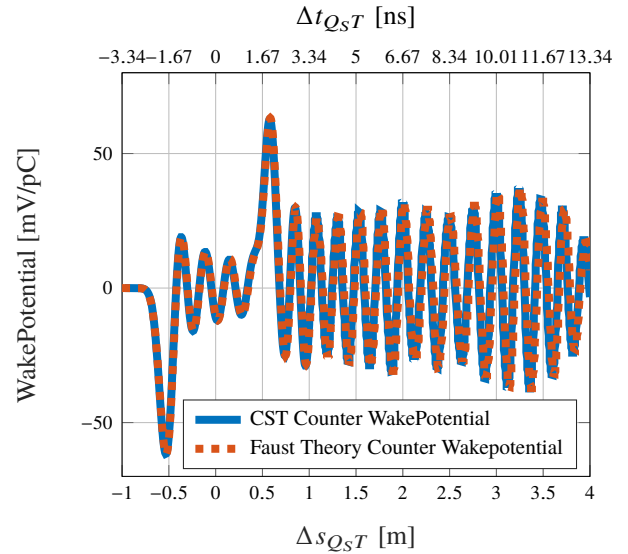 Δt_{Q_S T} [ns]
−3.34 −1.67 0 1.67 3.34 5 6.67 8.34 10.01 11.67 13.34
WakePotential [mV/pC]
50
0
−50
CST Counter WakePotential
Faust Theory Counter Wakepotential
−1 −0.5 0 0.5 1 1.5 2 2.5 3 3.5 4
Δs_{Q_S T} [m]